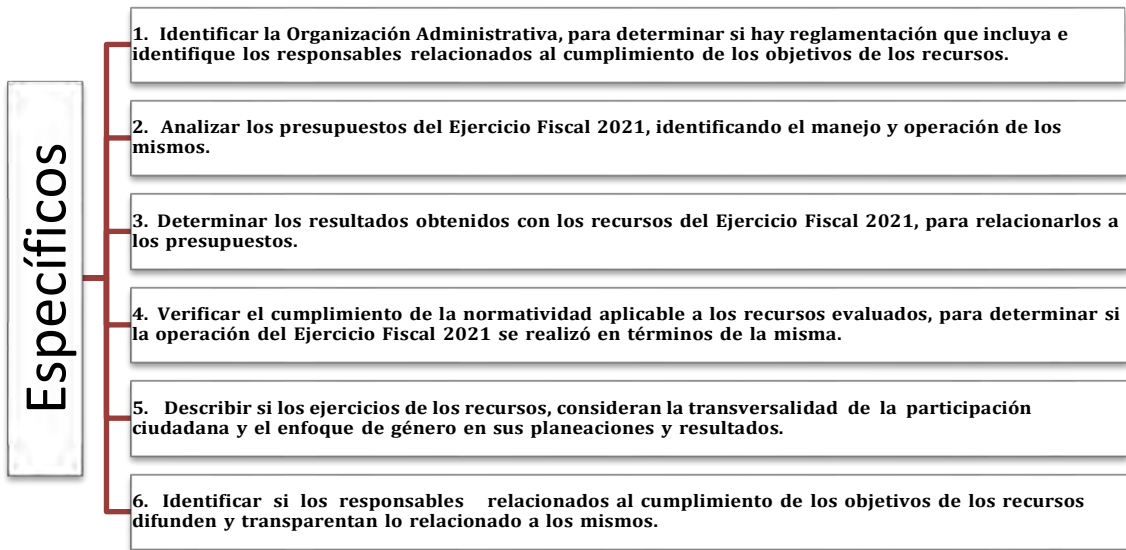 Específicos
1. Identificar la Organización Administrativa, para determinar si hay reglamentación que incluya e
identifique los responsables relacionados al cumplimiento de los objetivos de los recursos.
2. Analizar los presupuestos del Ejercicio Fiscal 2021, identificando el manejo y operación de los
mismos.
3. Determinar los resultados obtenidos con los recursos del Ejercicio Fiscal 2021, para relacionarlos a
los presupuestos.
4. Verificar el cumplimiento de la normatividad aplicable a los recursos evaluados, para determinar si
la operación del Ejercicio Fiscal 2021 se realizó en términos de la misma.
5. Describir si los ejercicios de los recursos, consideran la transversalidad de la participación
ciudadana y el enfoque de género en sus planeaciones y resultados.
6. Identificar si los responsables relacionados al cumplimiento de los objetivos de los recursos
difunden y transparentan lo relacionado a los mismos.